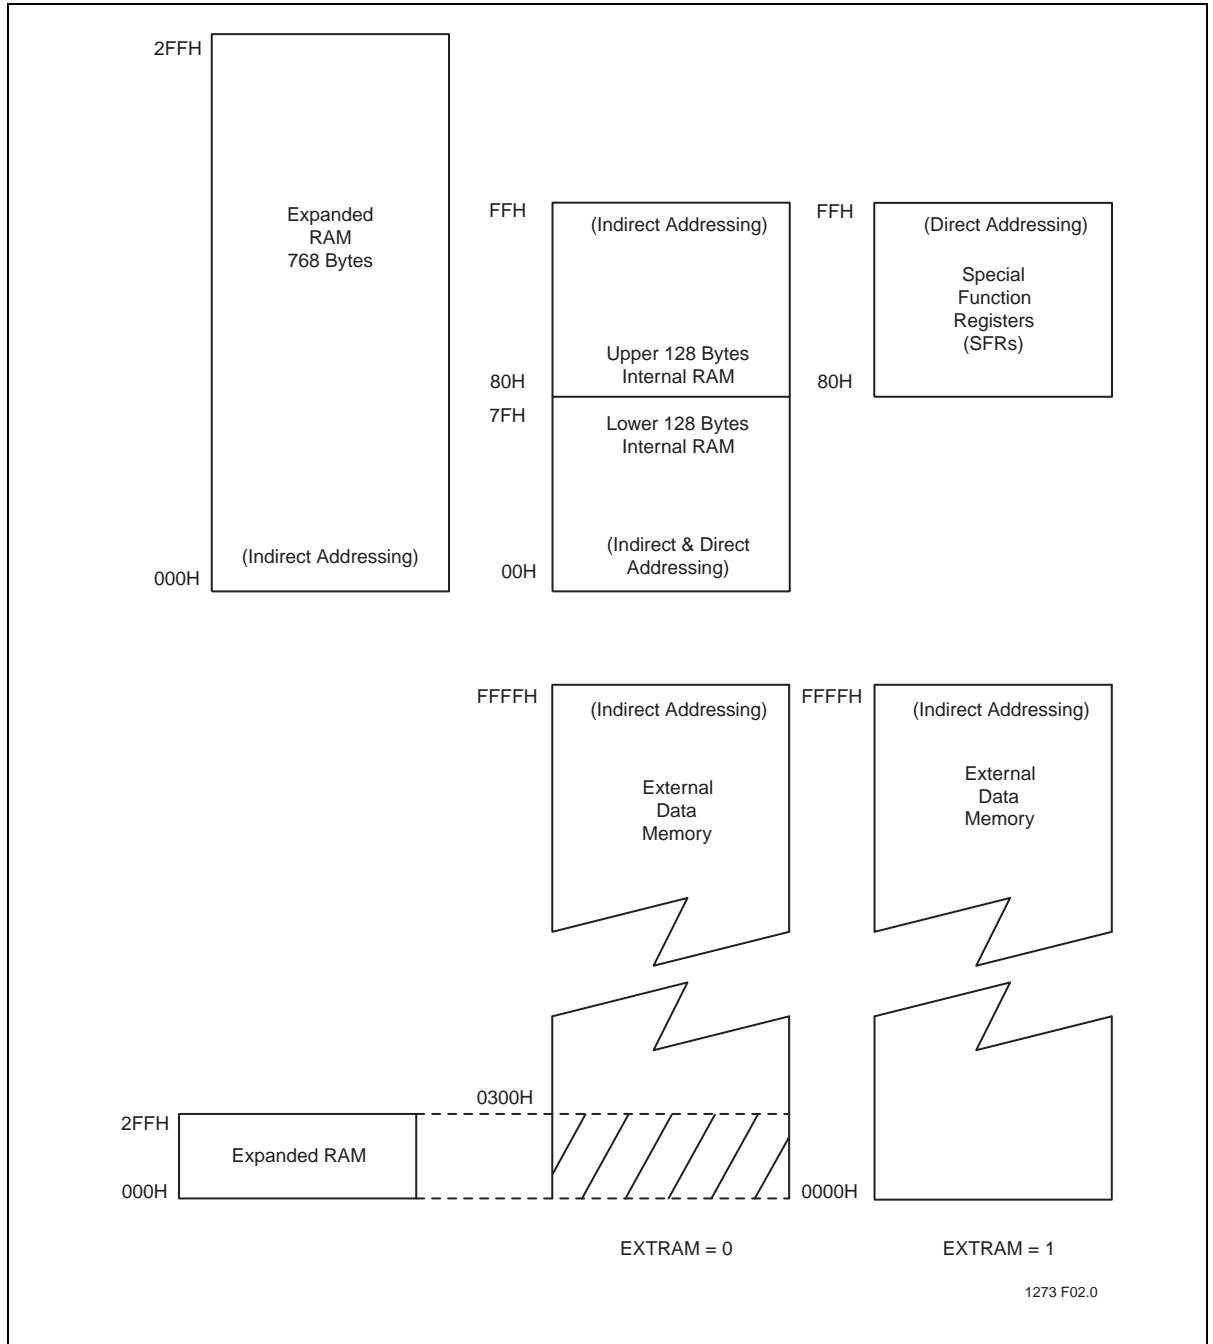 2FFH
Expanded
RAM
768 Bytes
(Indirect Addressing)
000H
FFH
(Indirect Addressing)
Upper 128 Bytes
Internal RAM
80H
7FH
Lower 128 Bytes
Internal RAM
(Indirect & Direct
Addressing)
00H
FFH
(Direct Addressing)
Special
Function
Registers
(SFRs)
80H
FFFFH
(Indirect Addressing)
External
Data
Memory
FFFFH
(Indirect Addressing)
External
Data
Memory
0300H
2FFH
Expanded RAM
000H
0000H
EXTRAM = 0
EXTRAM = 1
1273 F02.0